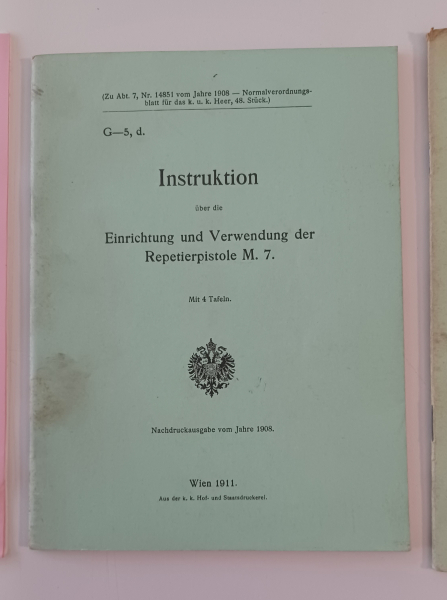 (Zu Abt. 7, Nr. 14851 vom Jahre 1908 — Normalverordnungs-
blatt für das k. u. k. Heer, 48. Stück.)
G—5, d.
Instruktion
über die
Einrichtung und Verwendung der
Repetierpistole M. 7.
Mit 4 Tafeln.
Nachdruckausgabe vom Jahre 1908.
Wien 1911.
Aus der k. k. Hof- und Staatsdruckerei.